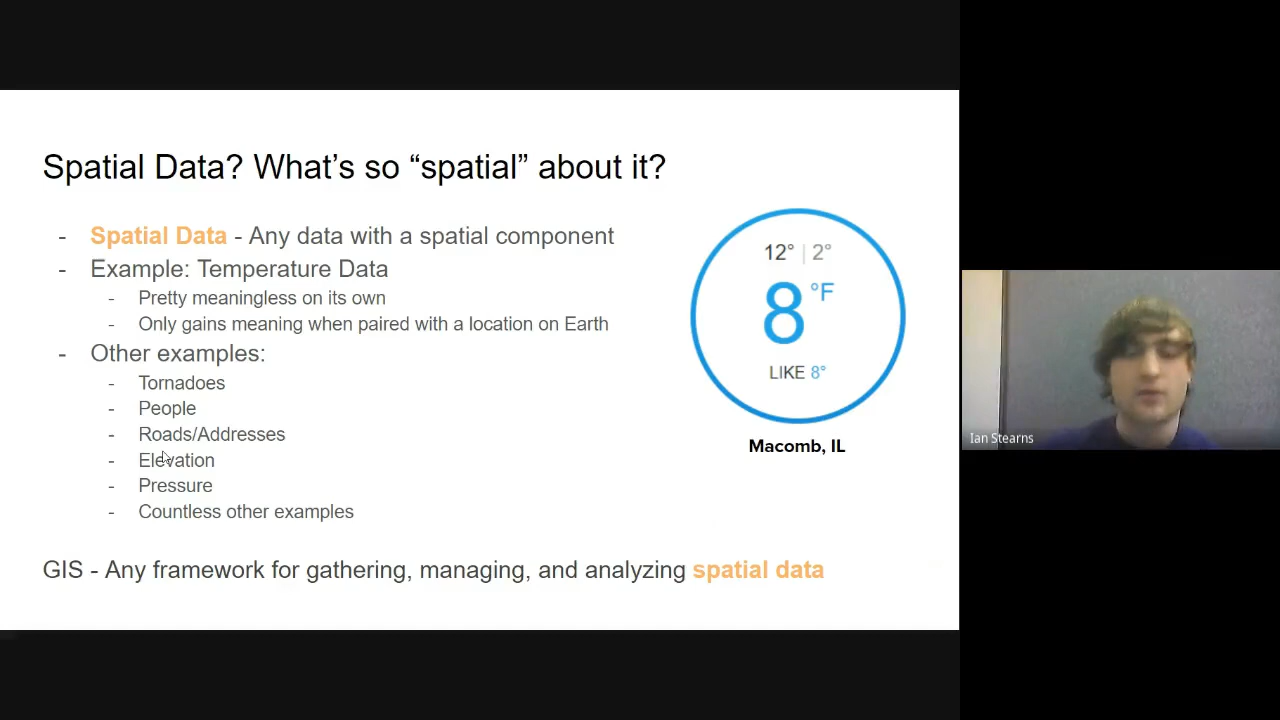 Spatial Data? What’s so “spatial” about it?
- Spatial Data - Any data with a spatial component
- Example: Temperature Data
- Pretty meaningless on its own
- Only gains meaning when paired with a location on Earth
- Other examples:
- Tornadoes
- People
- Roads/Addresses
- Elevation
- Pressure
- Countless other examples
GIS - Any framework for gathering, managing, and analyzing spatial data
12° | 2°
8 °F
LIKE 8°
Macomb, IL
Ian Stearns